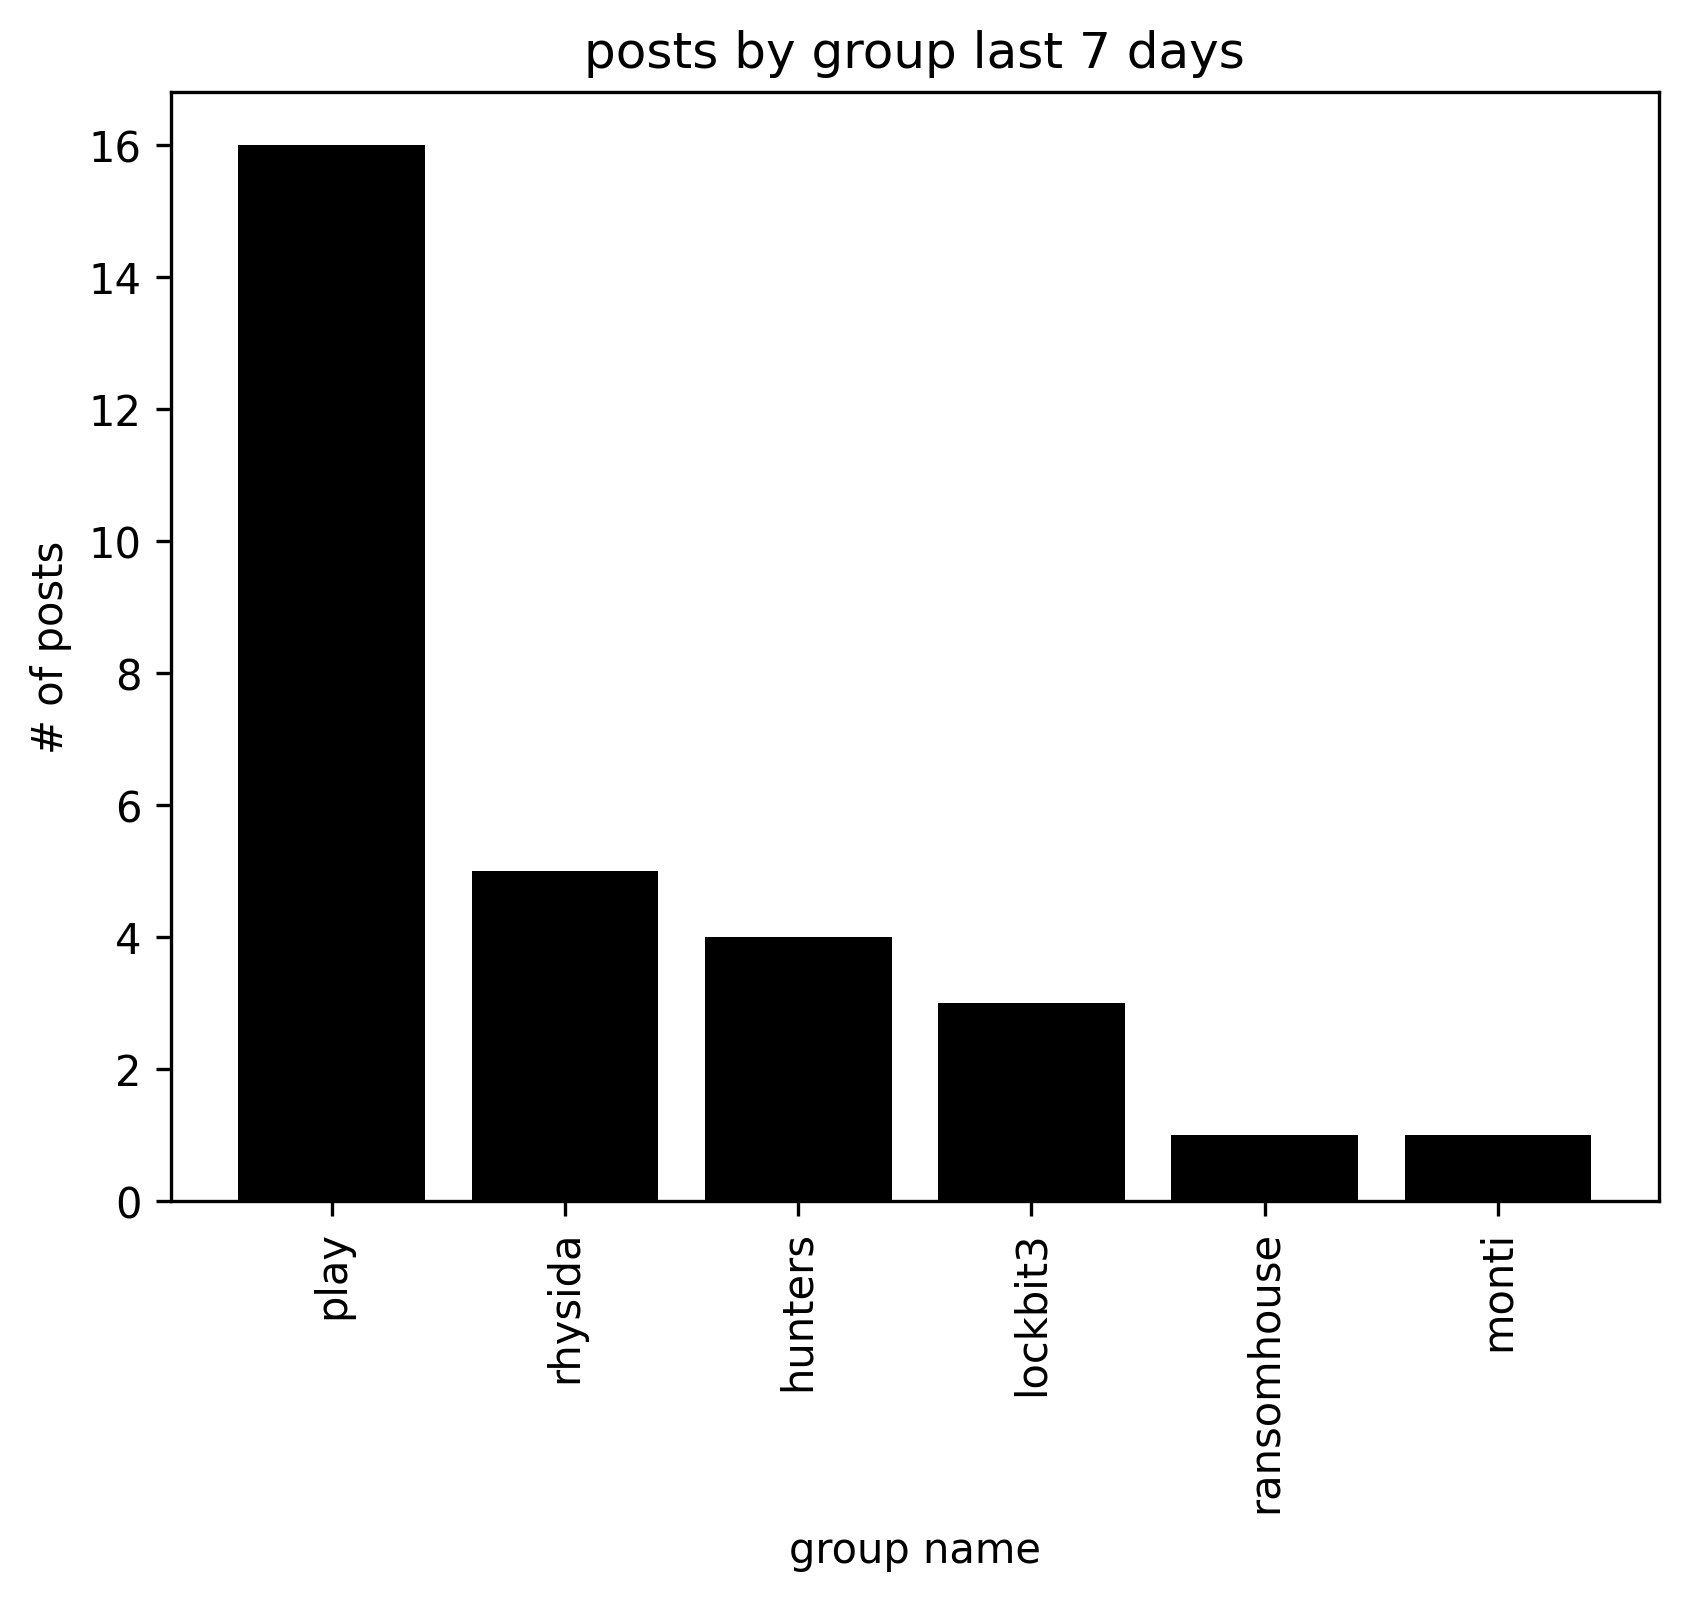 posts by group last 7 days
# of posts
16
14
12
10
8
6
4
2
0
play
rhysida
hunters
lockbit3
ransomhouse
monti
group name